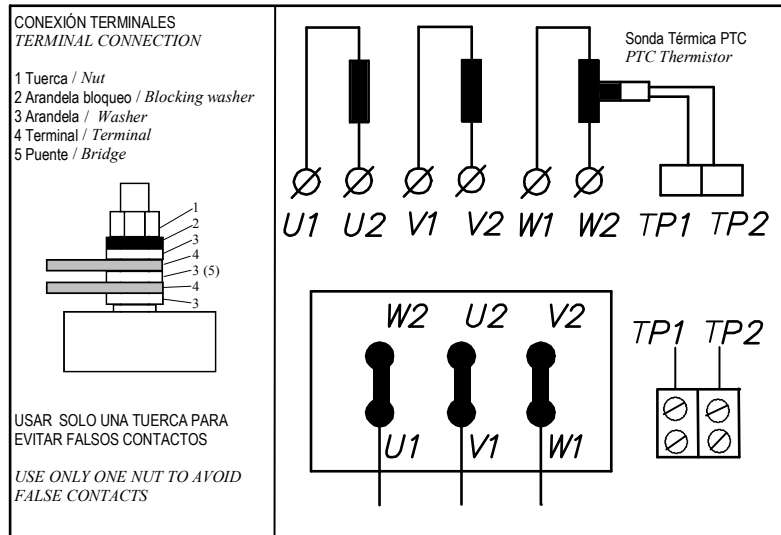 CONEXIÓN TERMINALES
TERMINAL CONNECTION
1 Tuerca / Nut
2 Arandela bloqueo / Blocking washer
3 Arandela / Washer
4 Terminal / Terminal
5 Puente / Bridge
1
2
3
4
3 (5)
4
3
USAR SOLO UNA TUERCA PARA
EVITAR FALSOS CONTACTOS
USE ONLY ONE NUT TO AVOID
FALSE CONTACTS
Sonda Térmica PTC
PTC Thermistor
U1 U2 V1 V2 W1 W2 TP1 TP2
W2 U2 V2
U1 V1 W1
TP1 TP2